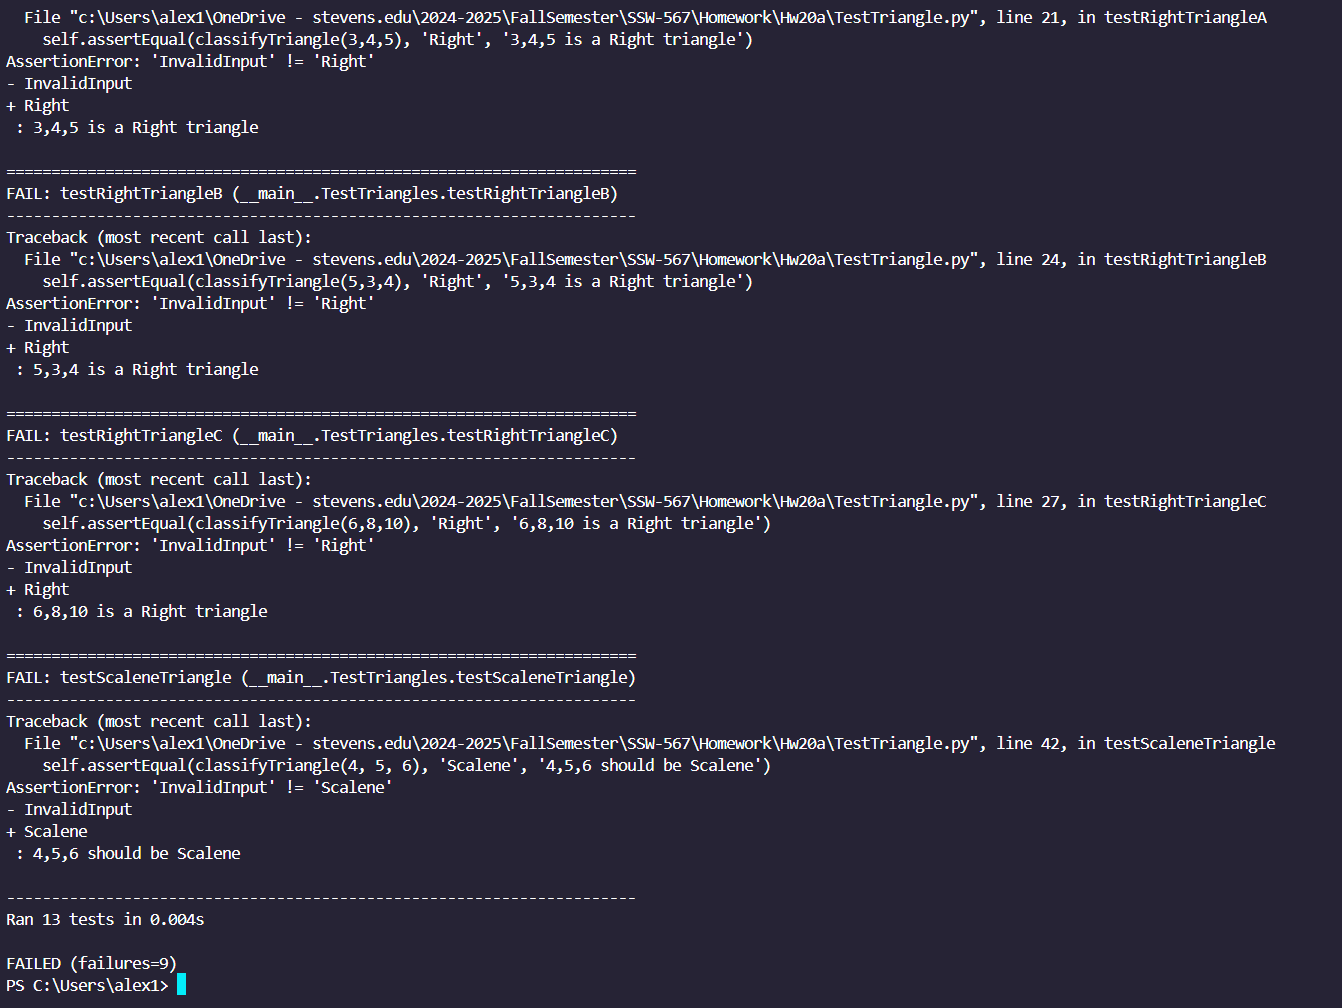 File "c:\Users\alex1\OneDrive - stevens.edu\2024-2025\FallSemester\SSW-567\Homework\Hw20a\TestTriangle.py", line 21, in testRightTriangleA
self.assertEqual(classifyTriangle(3,4,5), 'Right', '3,4,5 is a Right triangle')
AssertionError: 'InvalidInput' != 'Right'
- InvalidInput
+ Right
: 3,4,5 is a Right triangle
======================================================================
FAIL: testRightTriangleB (__main__.TestTriangles.testRightTriangleB)
----------------------------------------------------------------------
Traceback (most recent call last):
File "c:\Users\alex1\OneDrive - stevens.edu\2024-2025\FallSemester\SSW-567\Homework\Hw20a\TestTriangle.py", line 24, in testRightTriangleB
self.assertEqual(classifyTriangle(5,3,4), 'Right', '5,3,4 is a Right triangle')
AssertionError: 'InvalidInput' != 'Right'
- InvalidInput
+ Right
: 5,3,4 is a Right triangle
======================================================================
FAIL: testRightTriangleC (__main__.TestTriangles.testRightTriangleC)
----------------------------------------------------------------------
Traceback (most recent call last):
File "c:\Users\alex1\OneDrive - stevens.edu\2024-2025\FallSemester\SSW-567\Homework\Hw20a\TestTriangle.py", line 27, in testRightTriangleC
self.assertEqual(classifyTriangle(6,8,10), 'Right', '6,8,10 is a Right triangle')
AssertionError: 'InvalidInput' != 'Right'
- InvalidInput
+ Right
: 6,8,10 is a Right triangle
======================================================================
FAIL: testScaleneTriangle (__main__.TestTriangles.testScaleneTriangle)
----------------------------------------------------------------------
Traceback (most recent call last):
File "c:\Users\alex1\OneDrive - stevens.edu\2024-2025\FallSemester\SSW-567\Homework\Hw20a\TestTriangle.py", line 42, in testScaleneTriangle
self.assertEqual(classifyTriangle(4, 5, 6), 'Scalene', '4,5,6 should be Scalene')
AssertionError: 'InvalidInput' != 'Scalene'
- InvalidInput
+ Scalene
: 4,5,6 should be Scalene
----------------------------------------------------------------------
Ran 13 tests in 0.004s
FAILED (failures=9)
PS C:\Users\alex1>